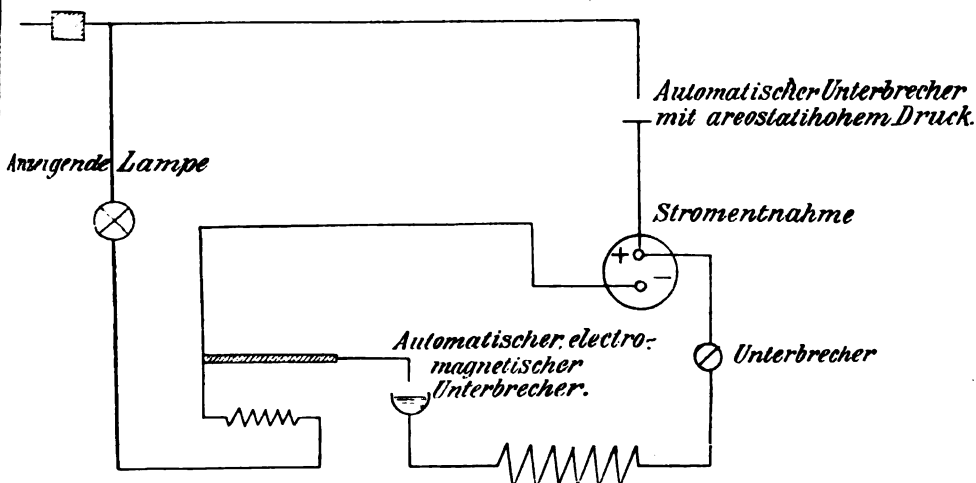 Automatischer Unterbrecher
mit areostatihohem Druck.
Anzeigende Lampe
Stromentnahme
+
−
Automatischer electro-
magnetischer
Unterbrecher.
Unterbrecher